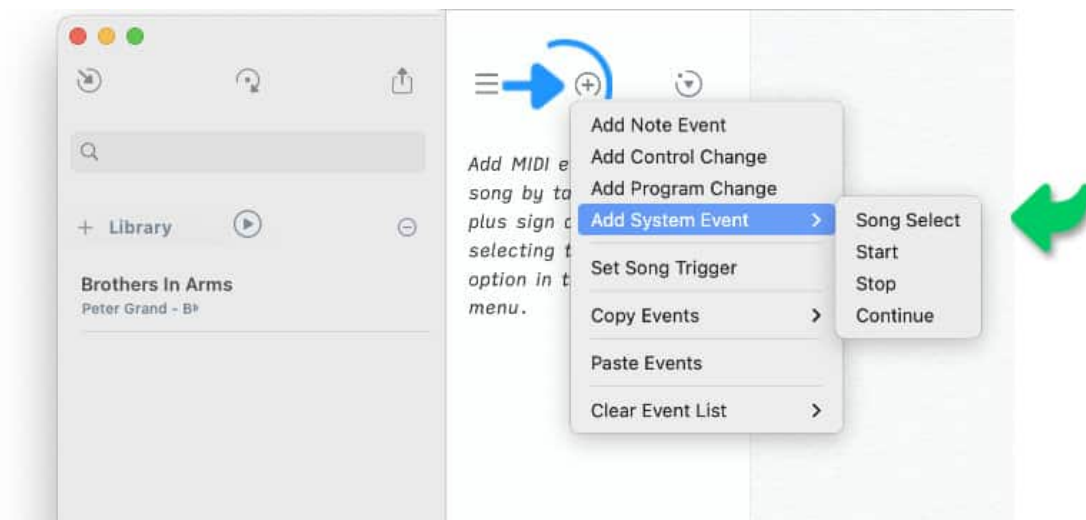 + Library
Brothers In Arms
Peter Grand - B♭
Add MIDI e
song by ta
plus sign
selecting t
option in t
menu.
Add Note Event
Add Control Change
Add Program Change
Add System Event
Set Song Trigger
Copy Events
Paste Events
Clear Event List
Song Select
Start
Stop
Continue